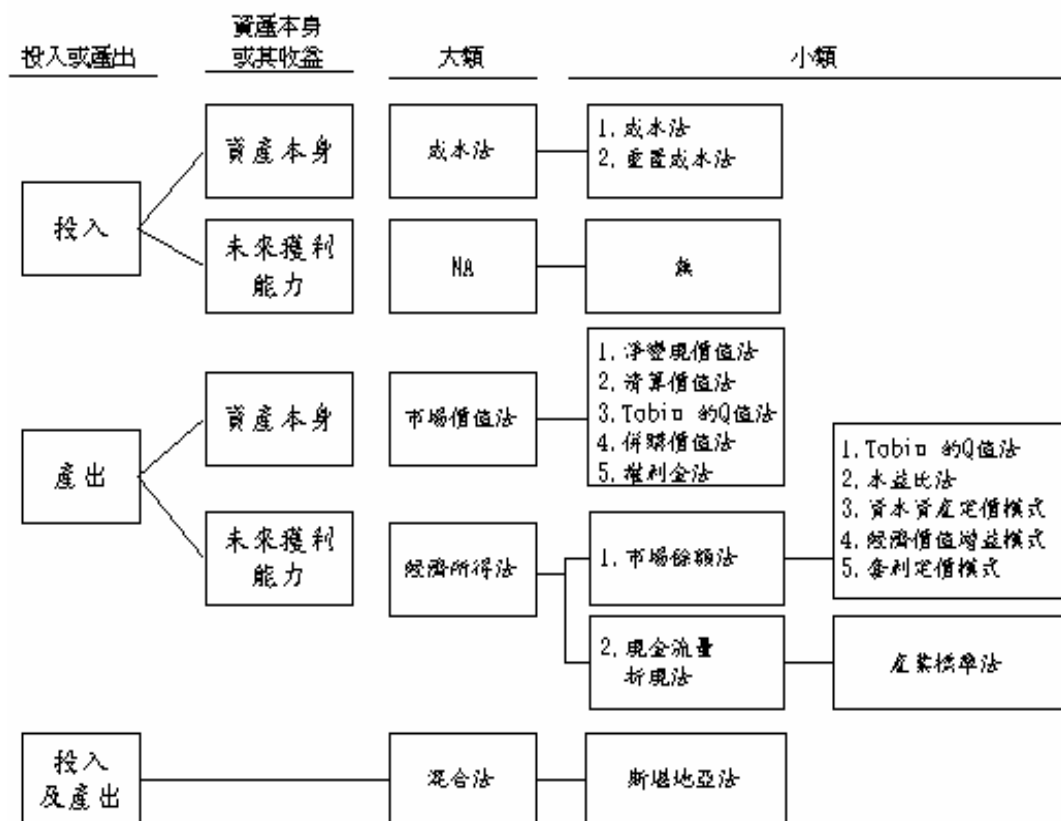 投入或產出
資產本身
或其收益
大類
小類
投入
資產本身
成本法
1. 成本法
2. 重置成本法
未來獲利
能力
NA
無
產出
資產本身
市場價值法
1. 淨變現價值法
2. 清算價值法
3. Tobin 的Q值法
4. 併購價值法
5. 權利金法
未來獲利
能力
經濟所得法
1. 市場餘額法
1. Tobin 的Q值法
2. 本益比法
3. 資本資產定價模式
4. 經濟價值增益模式
5. 套利定價模式
2. 現金流量
折現法
產業標準法
投入
及產出
混合法
斯堪地亞法